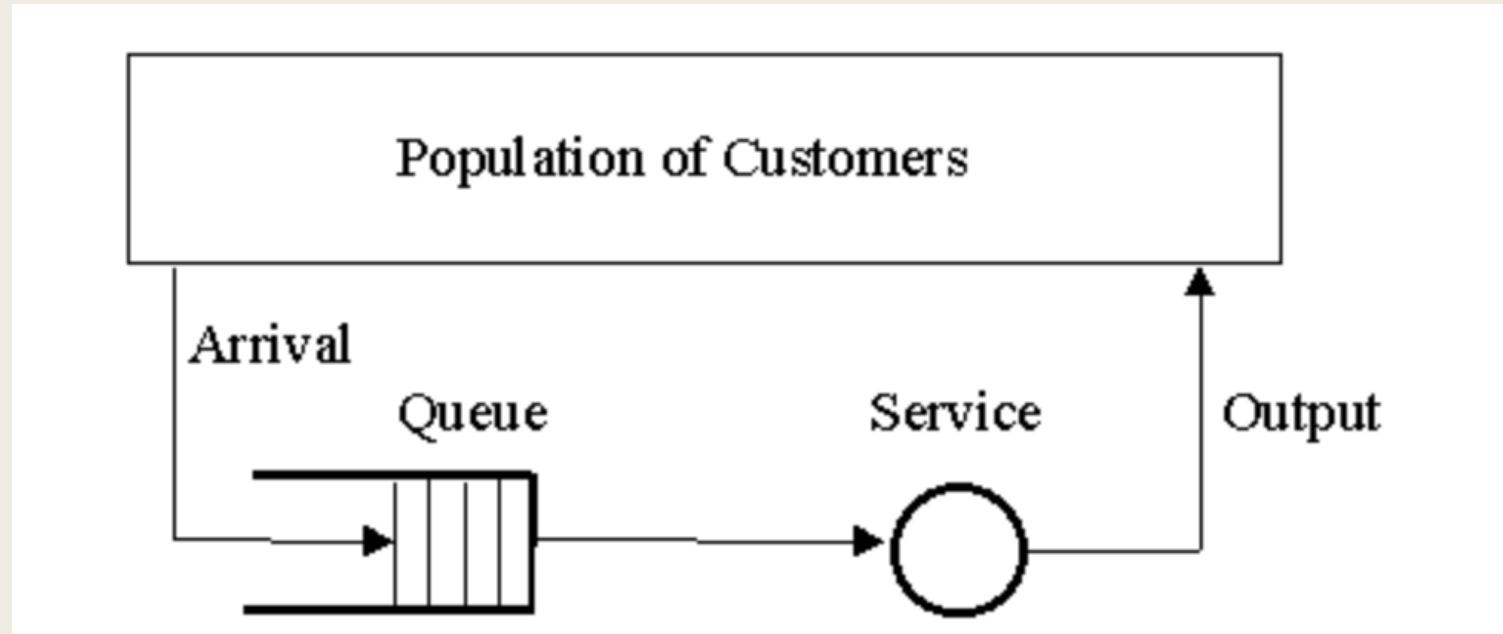 Population of Customers
Arrival
Queue
Service
Output